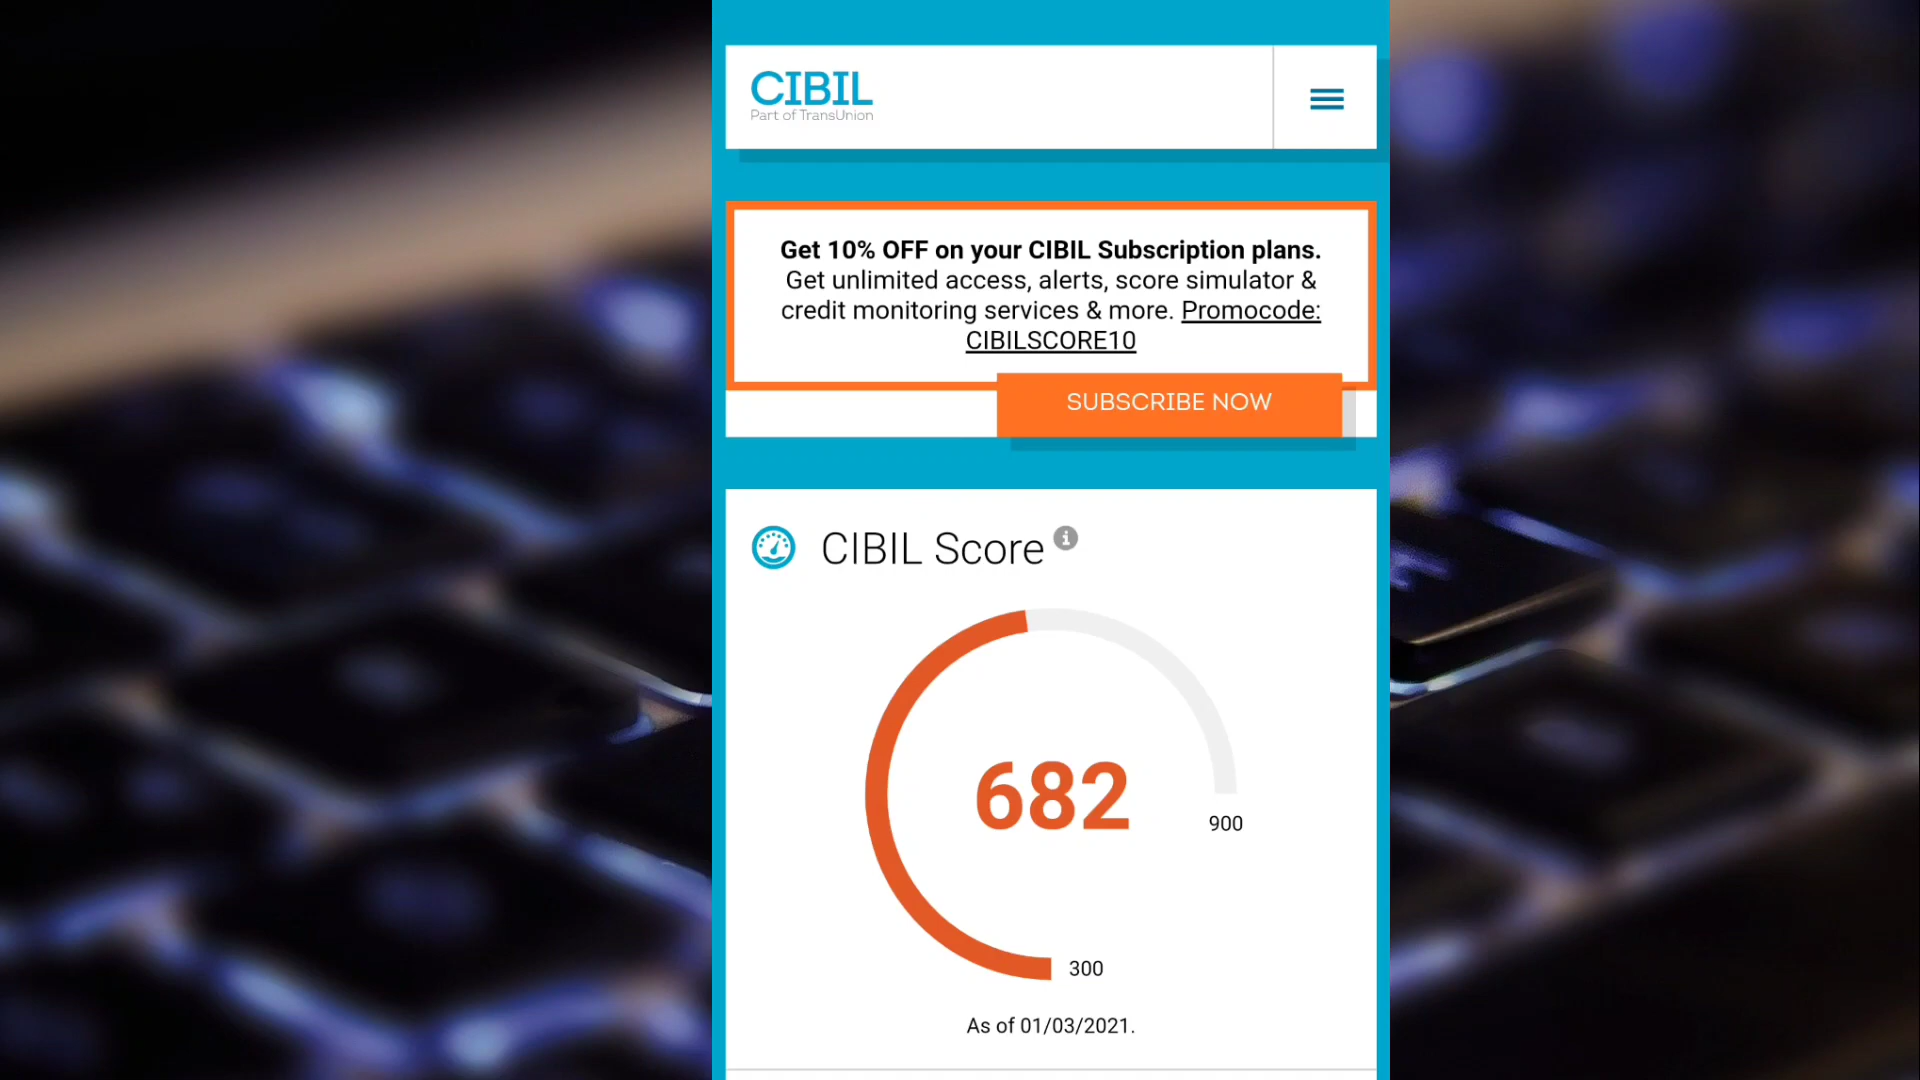 CIBIL
Part of TransUnion
Get 10% OFF on your CIBIL Subscription plans.
Get unlimited access, alerts, score simulator &
credit monitoring services & more. Promocode:
CIBILSCORE10
SUBSCRIBE NOW
CIBIL Score
682
900
300
As of 01/03/2021.